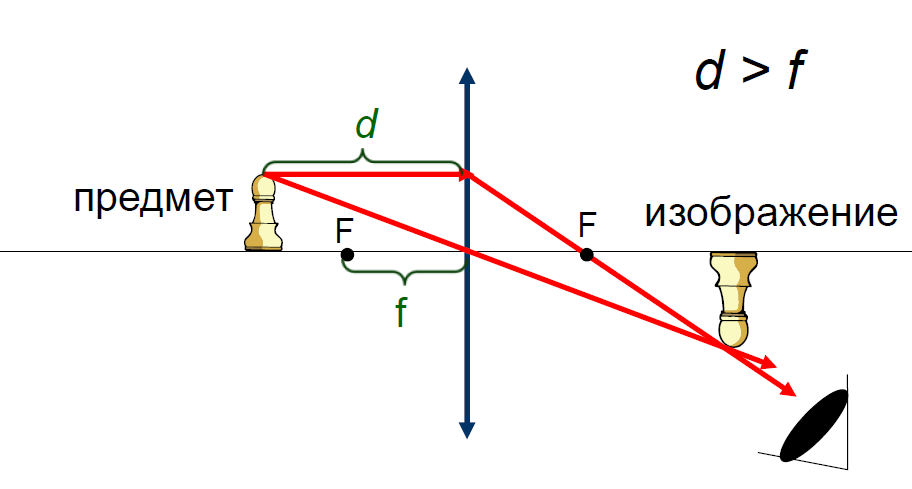 d > f
d
предмет
изображение
F
F
f